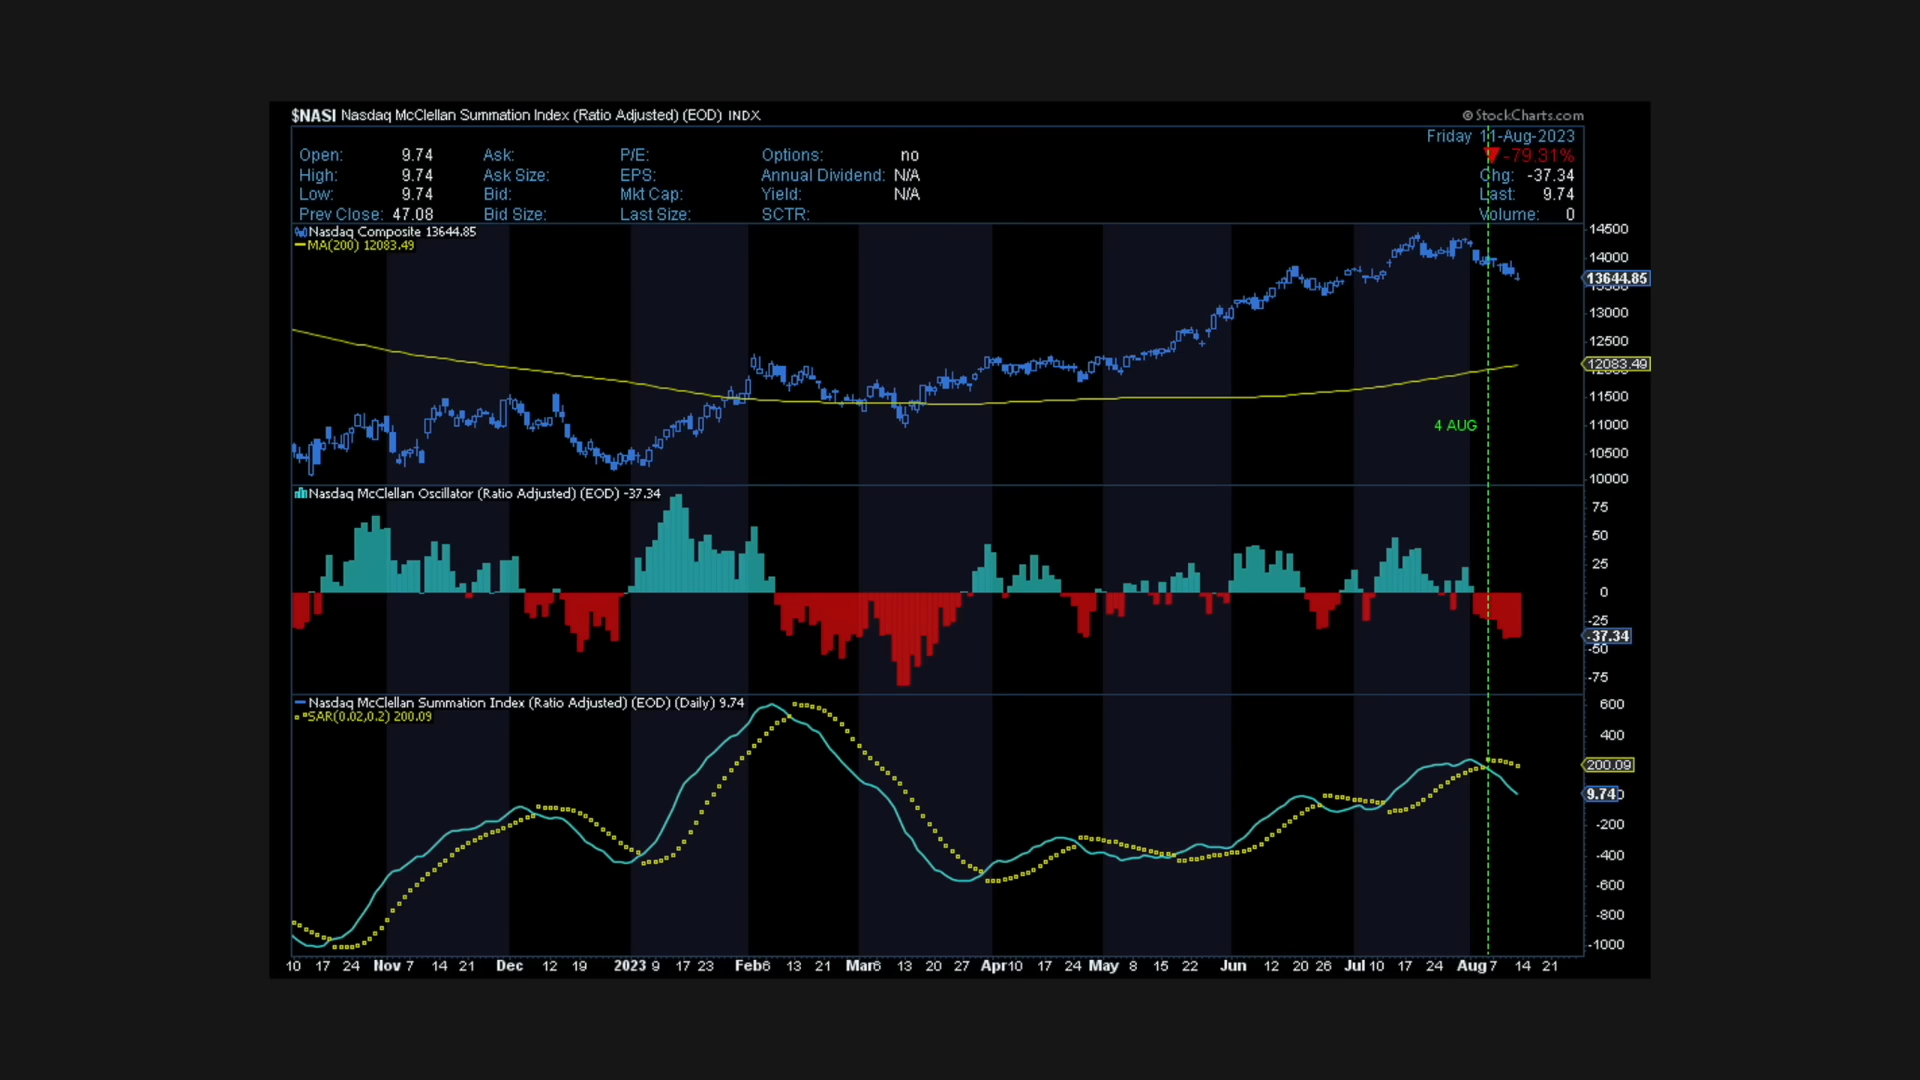 $NASI Nasdaq McClellan Summation Index (Ratio Adjusted) (EOD) INDX
© StockCharts.com
Friday 11-Aug-2023
Open: 9.74 Ask: P/E: Options: no ▼-79.31%
High: 9.74 Ask Size: EPS: Annual Dividend: N/A Chg: -37.34
Low: 9.74 Bid: Mkt Cap: Yield: N/A Last: 9.74
Prev Close: 47.08 Bid Size: Last Size: SCTR: Volume: 0
Nasdaq Composite 13644.85
MA(200) 12083.49
14500
14000
13644.85
13000
12500
12083.49
11500
11000
10500
10000
4 AUG
Nasdaq McClellan Oscillator (Ratio Adjusted) (EOD) -37.34
75
50
25
0
-25
-37.34
-50
-75
Nasdaq McClellan Summation Index (Ratio Adjusted) (EOD) (Daily) 9.74
SAR(0.02,0.2) 200.09
600
400
200.09
9.74
-200
-400
-600
-800
-1000
10 17 24 Nov 7 14 21 Dec 12 19 2023 9 17 23 Feb 6 13 21 Mar 6 13 20 27 Apr 10 17 24 May 8 15 22 Jun 12 20 26 Jul 10 17 24 Aug 7 14 21